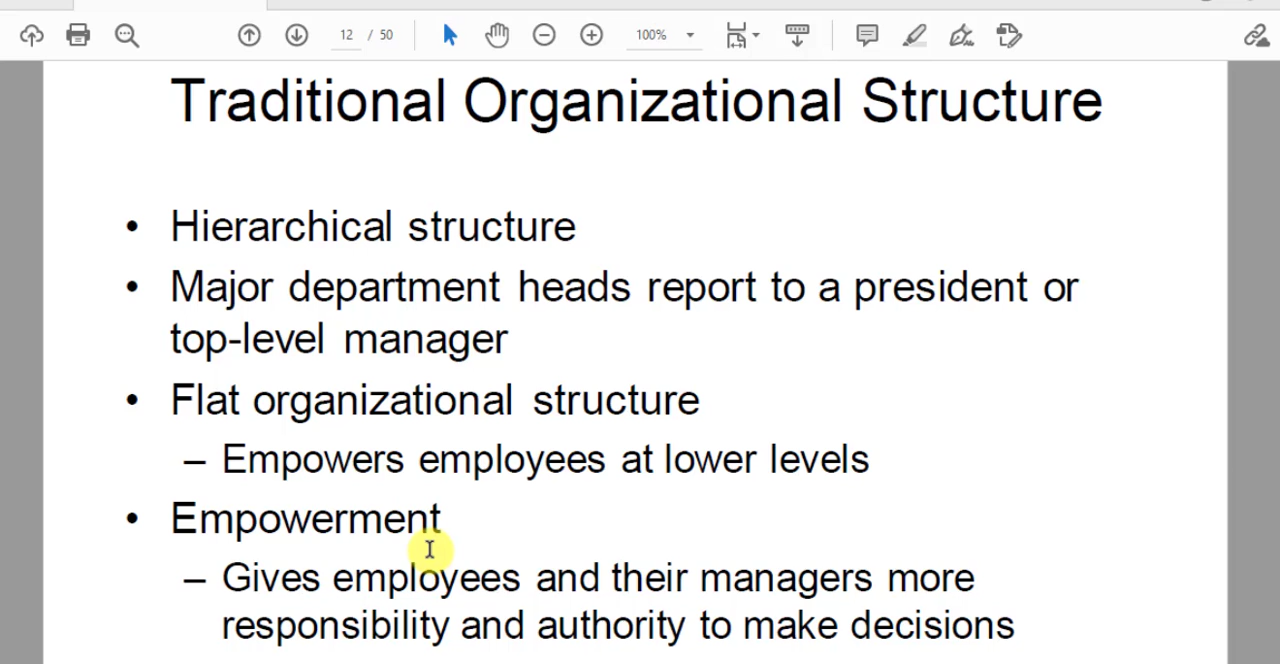 12 / 50 100%
Traditional Organizational Structure
• Hierarchical structure
• Major department heads report to a president or
top-level manager
• Flat organizational structure
– Empowers employees at lower levels
• Empowerment
– Gives employees and their managers more
responsibility and authority to make decisions